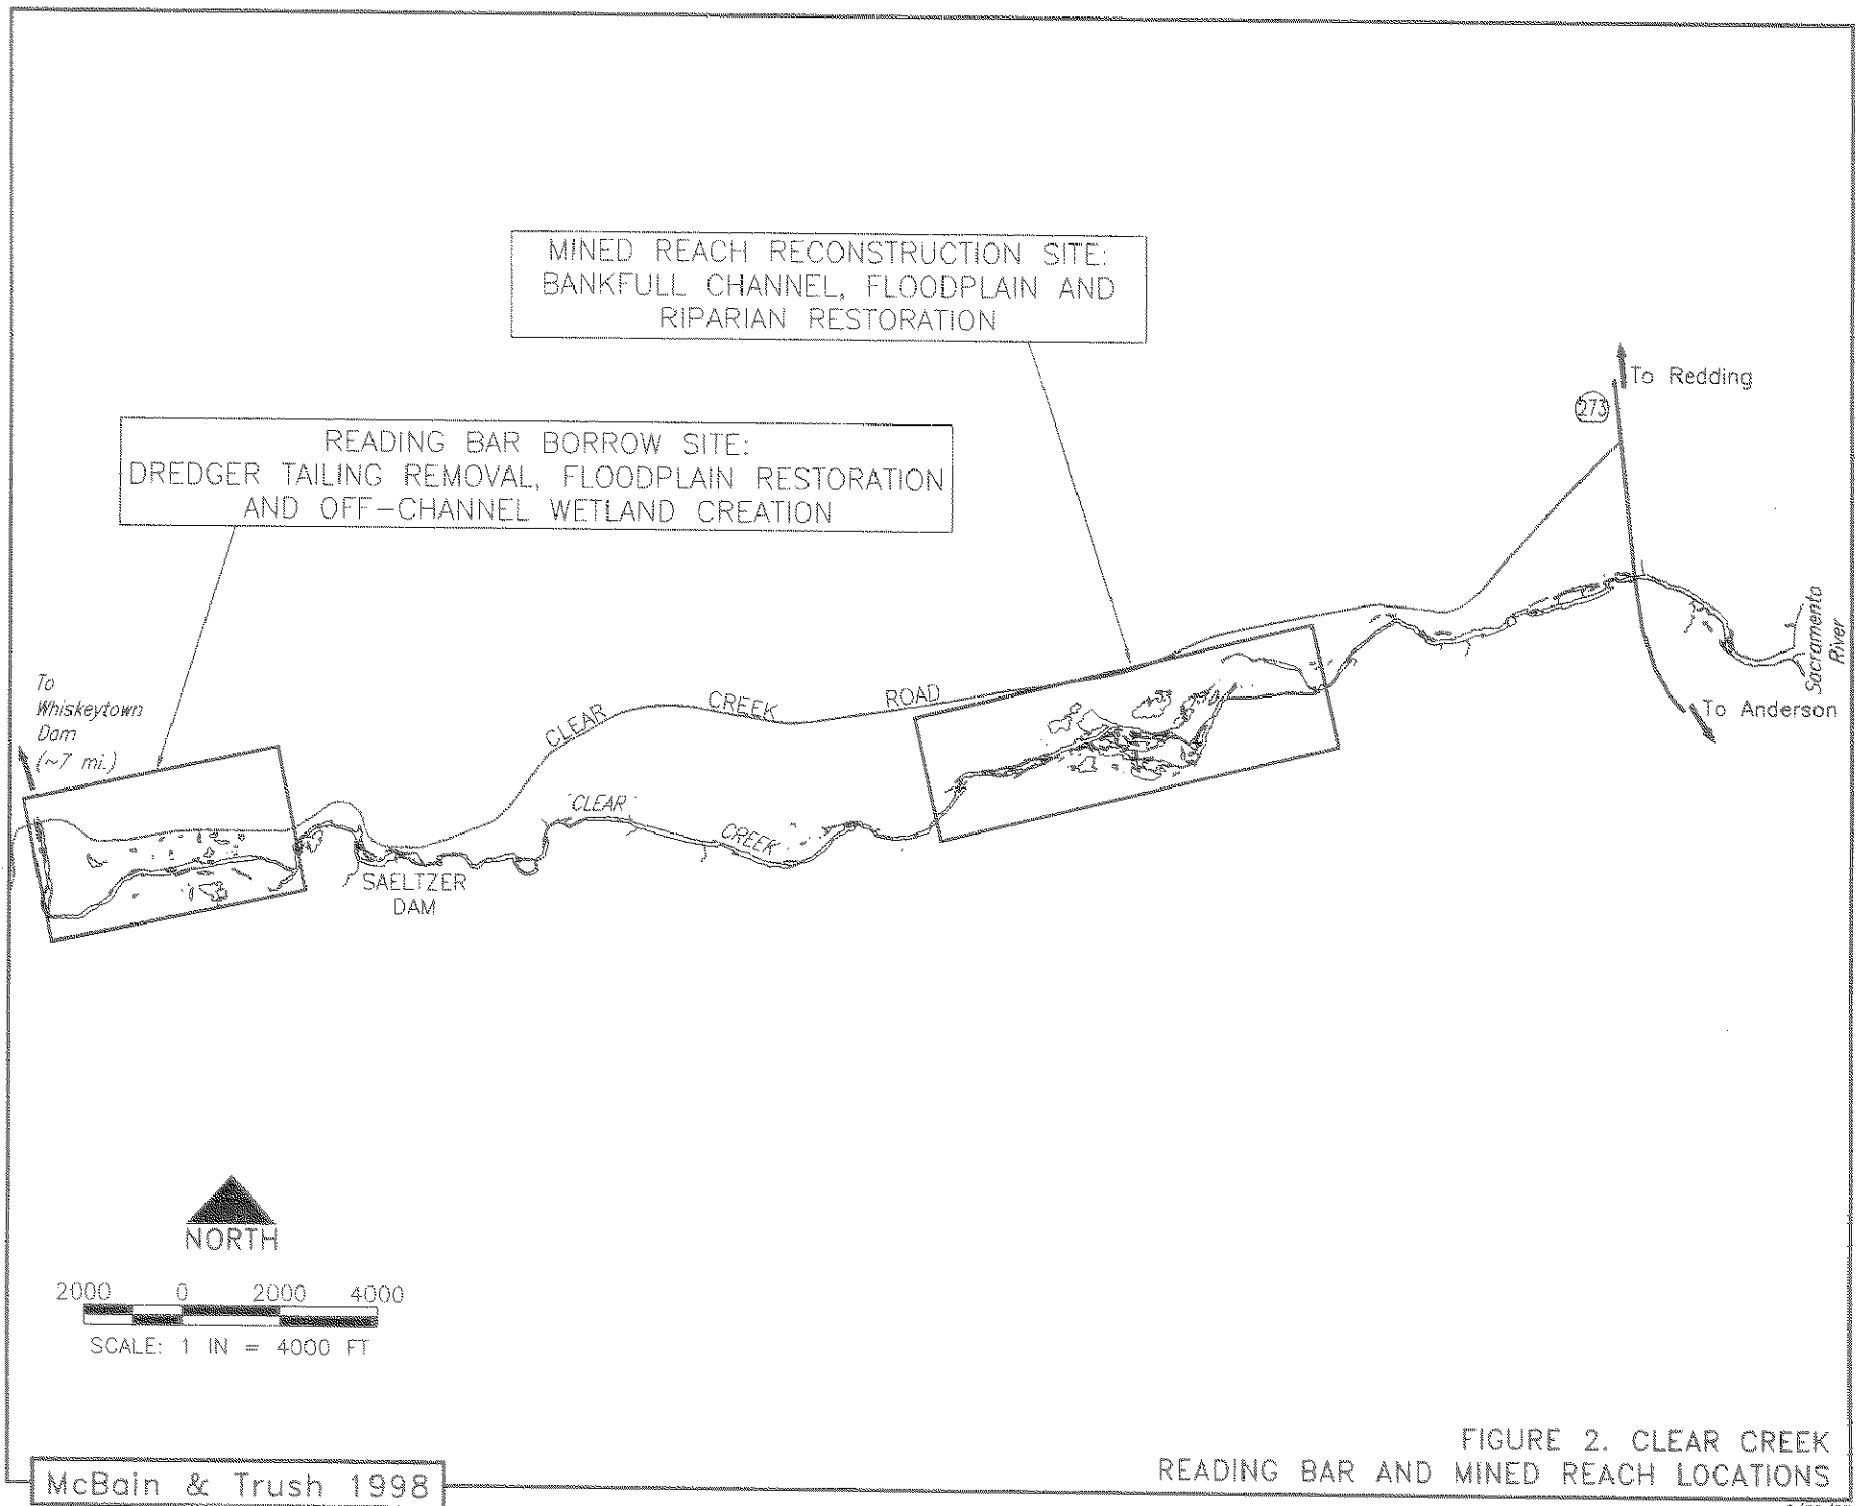 MINED REACH RECONSTRUCTION SITE:
BANKFULL CHANNEL, FLOODPLAIN AND
RIPARIAN RESTORATION
To Redding
273
READING BAR BORROW SITE:
DREDGER TAILING REMOVAL, FLOODPLAIN RESTORATION
AND OFF-CHANNEL WETLAND CREATION
Sacramento
River
To
Whiskeytown
Dam
(~7 mi.)
CLEAR CREEK ROAD
To Anderson
CLEAR CREEK
SAELTZER
DAM
NORTH
2000 0 2000 4000
SCALE: 1 IN = 4000 FT
FIGURE 2. CLEAR CREEK
READING BAR AND MINED REACH LOCATIONS
McBain & Trush 1998